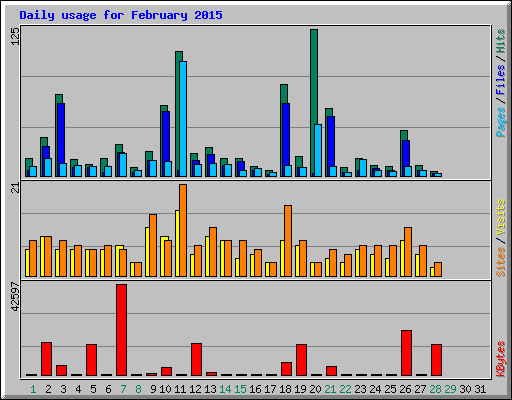 Daily usage for February 2015
125
Pages / Files / Hits
21
Sites / Visits
42597
KBytes
1 2 3 4 5 6 7 8 9 10 11 12 13 14 15 16 17 18 19 20 21 22 23 24 25 26 27 28 29 30 31